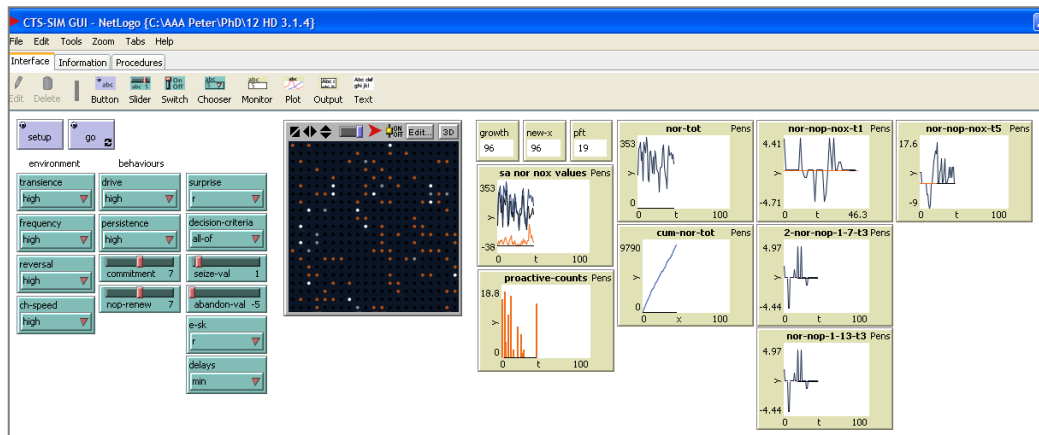 CTS-SIM GUI - NetLogo {C:\AAA Peter\PhD\12 HD 3.1.4}
File Edit Tools Zoom Tabs Help
Interface Information Procedures
Edit Delete Button Slider Switch Chooser Monitor Plot Output Text
setup go
environment behaviours
transience
high
frequency
high
reversal
high
ch-speed
high
drive
high
persistence
high
commitment 7
nop-renew 7
surprise
r
decision-criteria
all-of
seize-val 1
abandon-val -5
e-sk
r
delays
min
ON
OFF
Edit... 3D
growth
96
new-x
96
pft
19
sa nor nox values Pens
353
y
-38
0 t 100
proactive-counts Pens
18.8
y
0
0 t 100
nor-tot Pens
353
y
0
0 t 100
cum-nor-tot Pens
9790
y
0
0 x 100
nor-nop-nox-t1 Pens
4.41
y
-4.71
0 t 46.3
2-nor-nop-1-7-t3 Pens
4.97
y
-4.44
0 t 100
nor-nop-1-13-t3 Pens
4.97
y
-4.44
0 t 100
nor-nop-nox-t5 Pens
17.6
y
-9
0 t 100